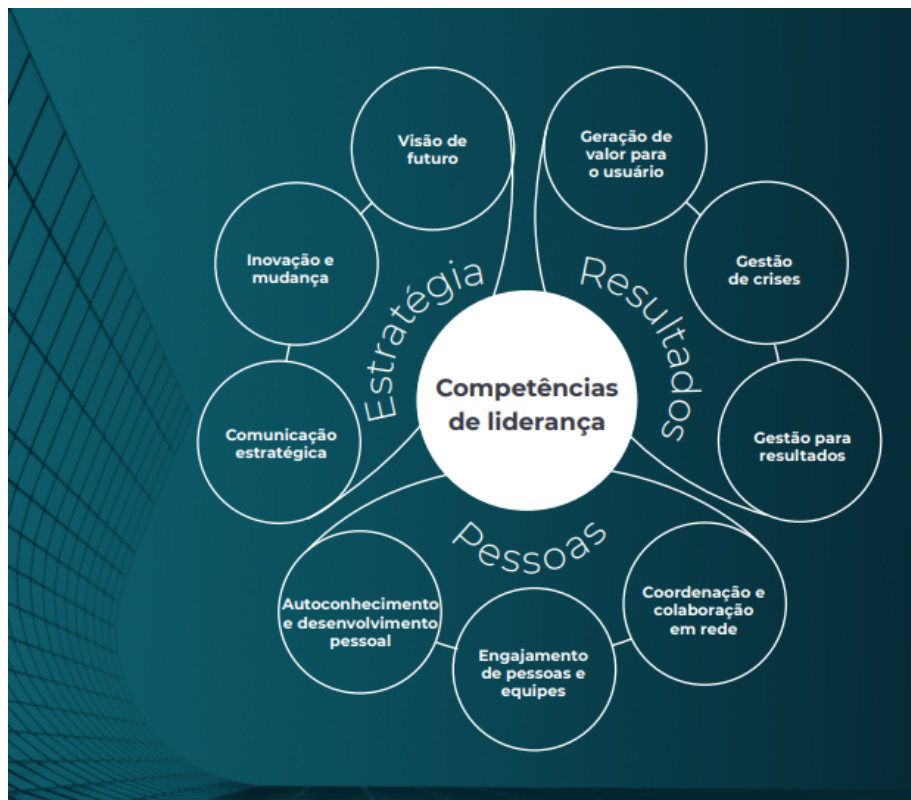 Visão de
futuro
Geração de
valor para
o usuário
Inovação e
mudança
Gestão
de crises
Estratégia
Resultados
Competências
de liderança
Comunicação
estratégica
Gestão para
resultados
Pessoas
Autoconhecimento
e desenvolvimento
pessoal
Engajamento
de pessoas e
equipes
Coordenação e
colaboração
em rede